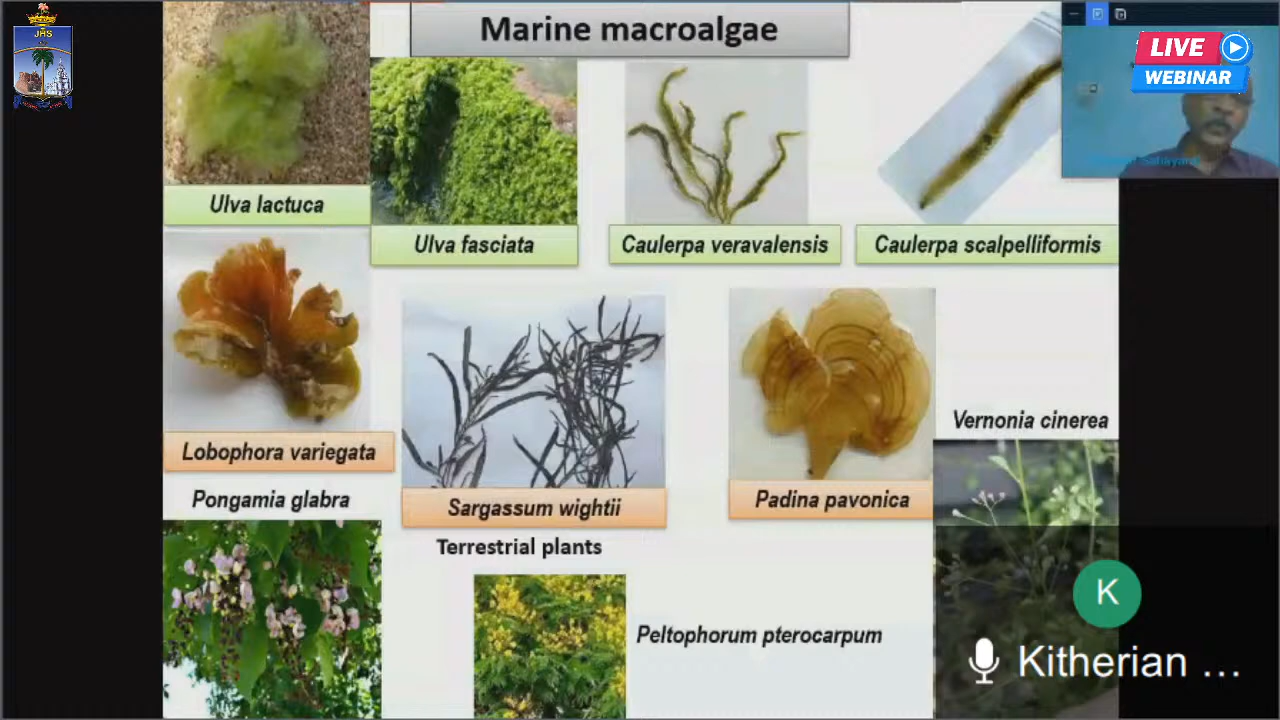 JHS
Marine macroalgae
LIVE
WEBINAR
Ulva lactuca
Ulva fasciata
Caulerpa veravalensis
Caulerpa scalpelliformis
Lobophora variegata
Sargassum wightii
Padina pavonica
Vernonia cinerea
Pongamia glabra
Terrestrial plants
Peltophorum pterocarpum
K
Kitherian ...